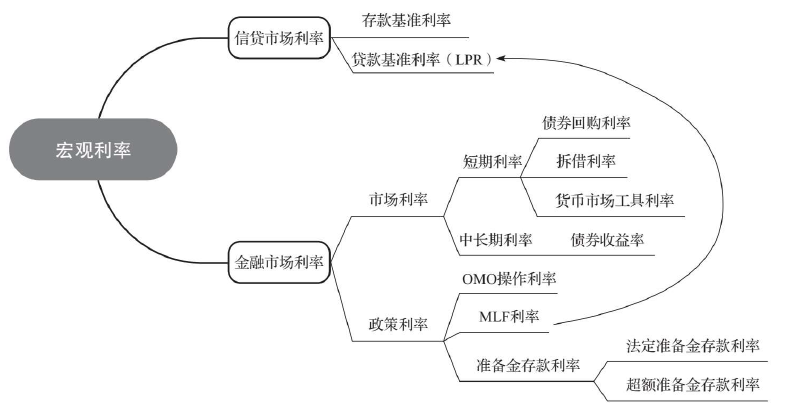 宏观利率
信贷市场利率
存款基准利率
贷款基准利率（LPR）
金融市场利率
市场利率
短期利率
债券回购利率
拆借利率
货币市场工具利率
中长期利率
债券收益率
政策利率
OMO操作利率
MLF利率
准备金存款利率
法定准备金存款利率
超额准备金存款利率